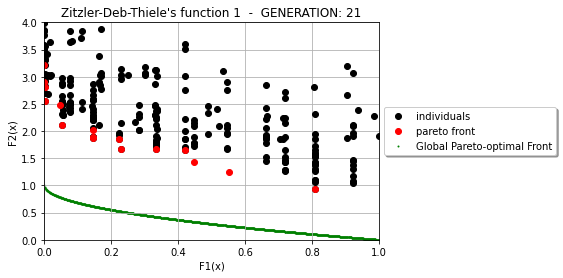 Zitzler-Deb-Thiele's function 1 - GENERATION: 21
4.0
3.5
3.0
2.5
2.0
1.5
1.0
0.5
0.0
F2(x)
0.0 0.2 0.4 0.6 0.8 1.0
F1(x)
individuals
pareto front
Global Pareto-optimal Front